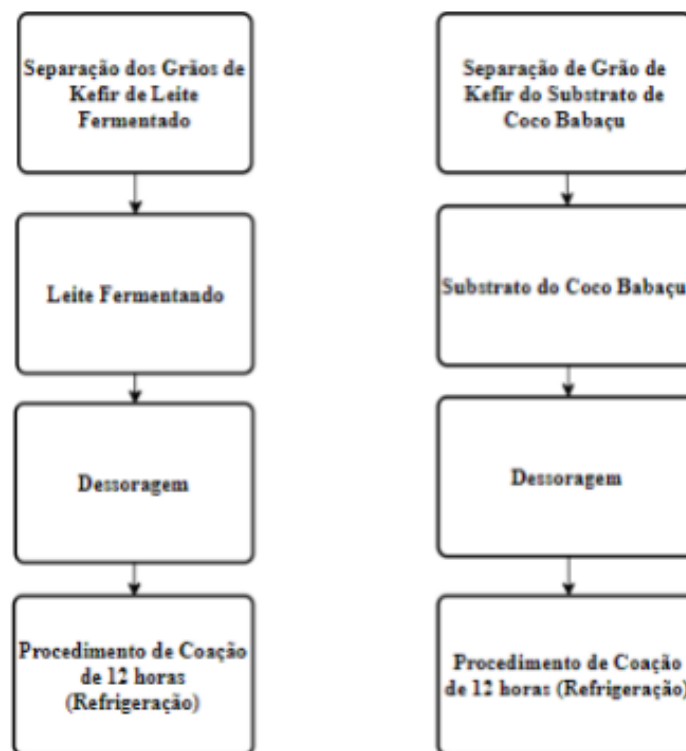 Separação dos Grãos de
Kefir de Leite
Fermentado
Leite Fermentando
Dessoragem
Procedimento de Coação
de 12 horas
(Refrigeração)
Separação de Grão de
Kefir do Substrato de
Coco Babaçu
Substrato do Coco Babaçu
Dessoragem
Procedimento de Coação
de 12 horas (Refrigeração)